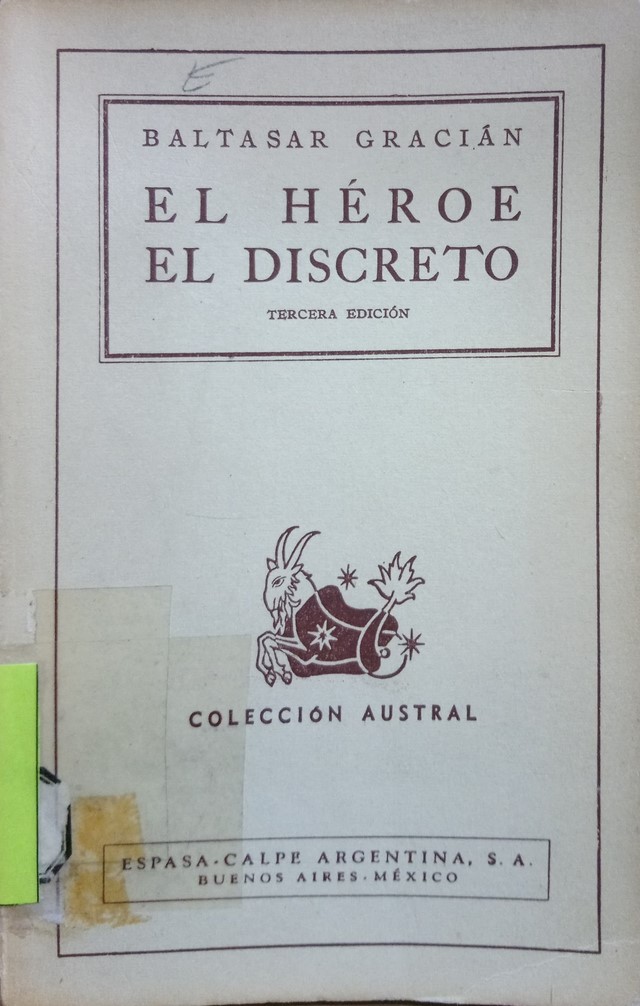 BALTASAR GRACIÁN
EL HÉROE
EL DISCRETO
TERCERA EDICIÓN
COLECCIÓN AUSTRAL
ESPASA-CALPE ARGENTINA, S. A.
BUENOS AIRES-MÉXICO